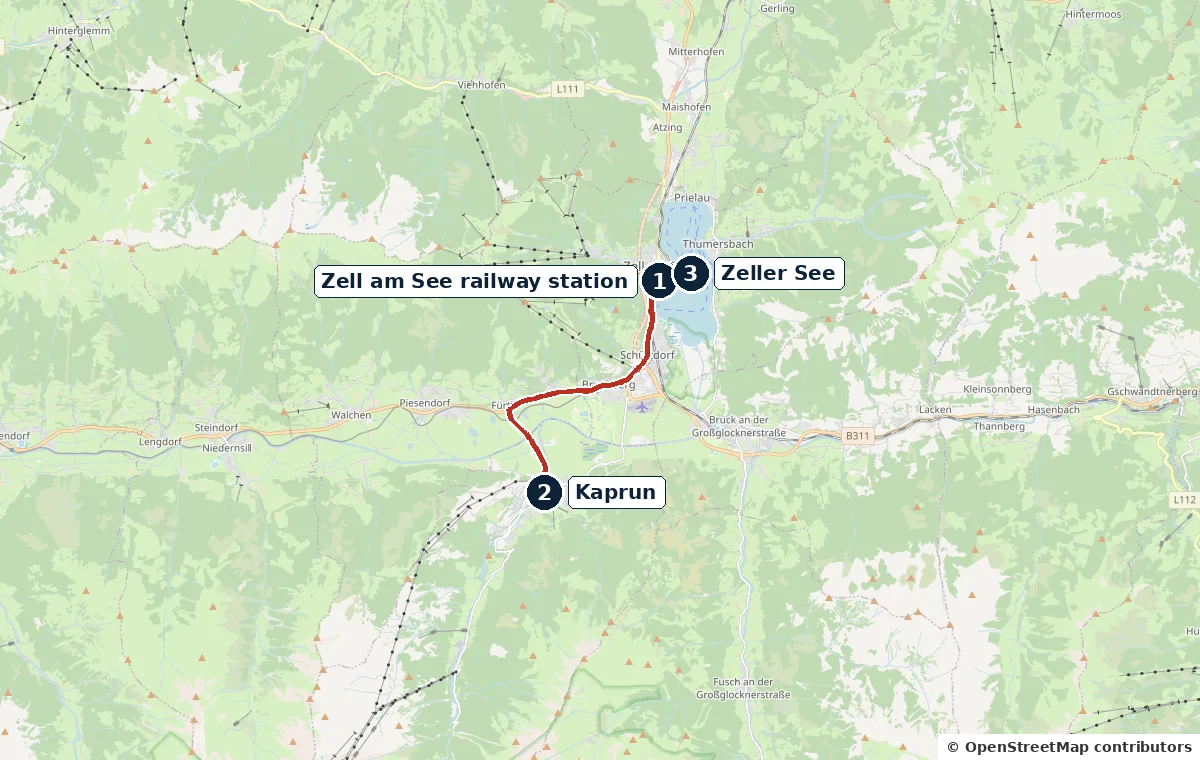 Gerling
Hintermoos
Hinterglemm
Mitterhofen
Viehhofen
L111
Maishofen
Atzing
Prielau
Thumersbach
Zell am See railway station
1
3
Zeller See
Walchen
Piesendorf
Lengdorf
Steindorf
Niedernsill
Bruck an der
Großglocknerstraße
B311
Kleinsonnberg
Lacken
Hasenbach
Thannberg
Gschwandtnerberg
L112
2
Kaprun
Fusch an der
Großglocknerstraße
© OpenStreetMap contributors